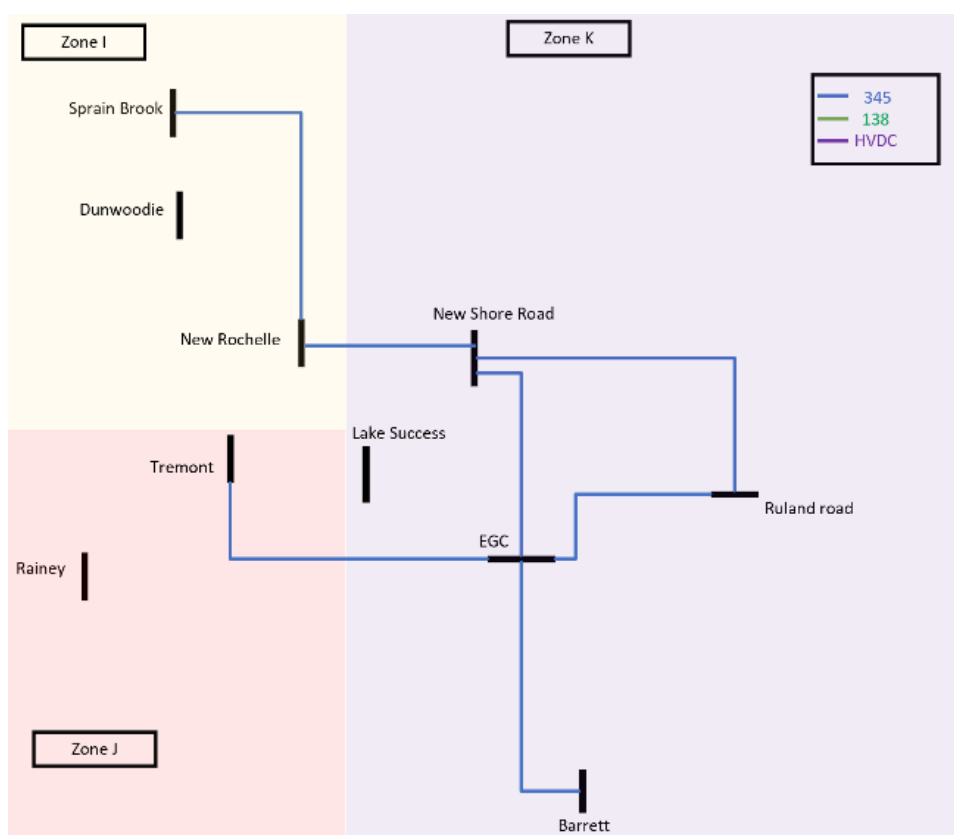 Zone I
Zone K
345
138
HVDC
Sprain Brook
Dunwoodie
New Rochelle
New Shore Road
Lake Success
Tremont
Ruland road
EGC
Rainey
Zone J
Barrett